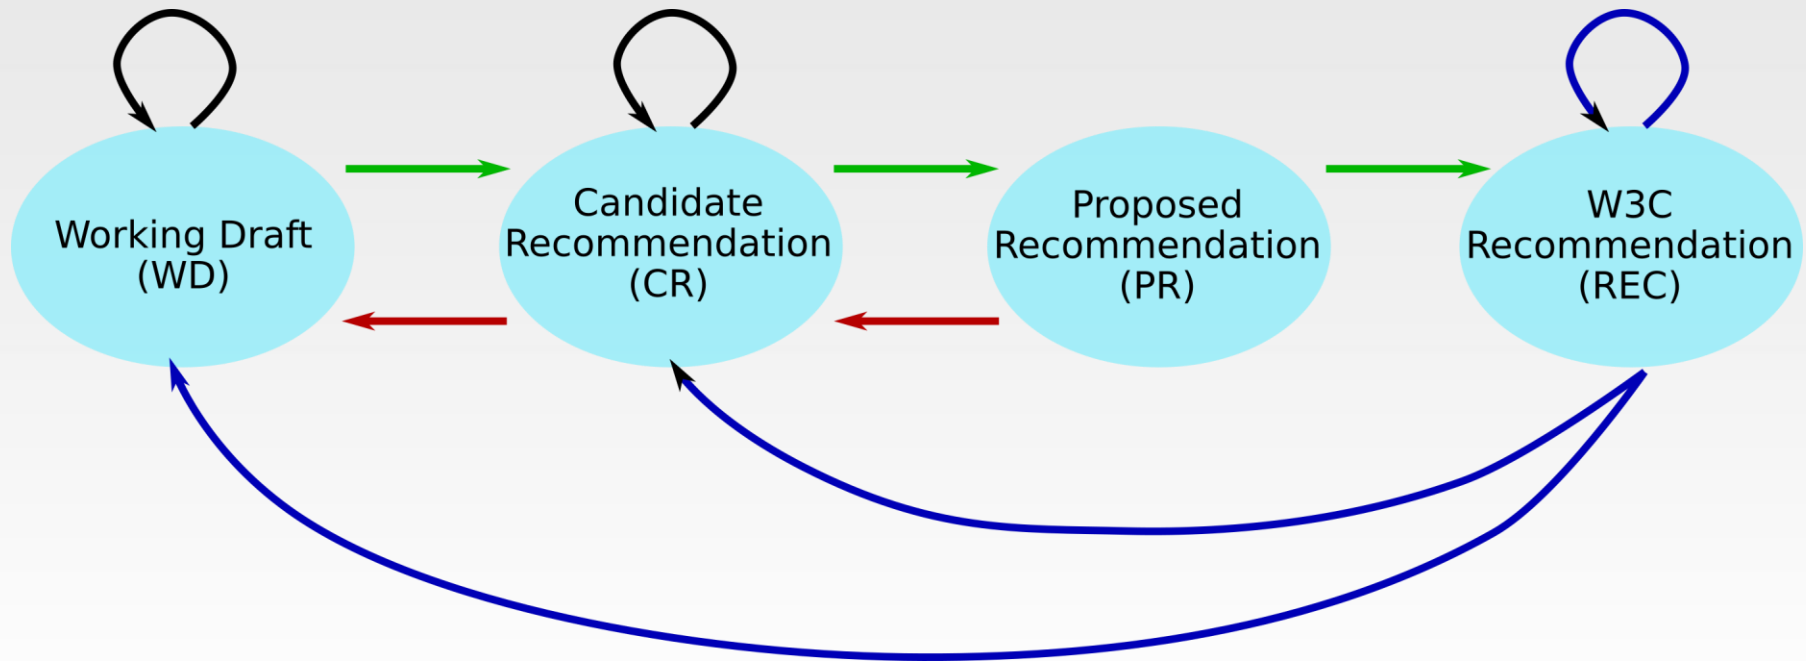 Working Draft
(WD)
Candidate
Recommendation
(CR)
Proposed
Recommendation
(PR)
W3C
Recommendation
(REC)